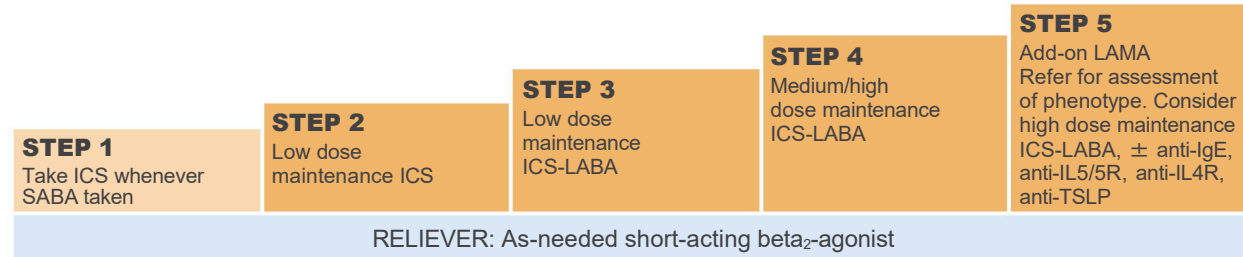 STEP 1
Take ICS whenever
SABA taken
STEP 2
Low dose
maintenance ICS
STEP 3
Low dose
maintenance
ICS-LABA
STEP 4
Medium/high
dose maintenance
ICS-LABA
STEP 5
Add-on LAMA
Refer for assessment
of phenotype. Consider
high dose maintenance
ICS-LABA, ± anti-IgE,
anti-IL5/5R, anti-IL4R,
anti-TSLP
RELIEVER: As-needed short-acting beta₂-agonist